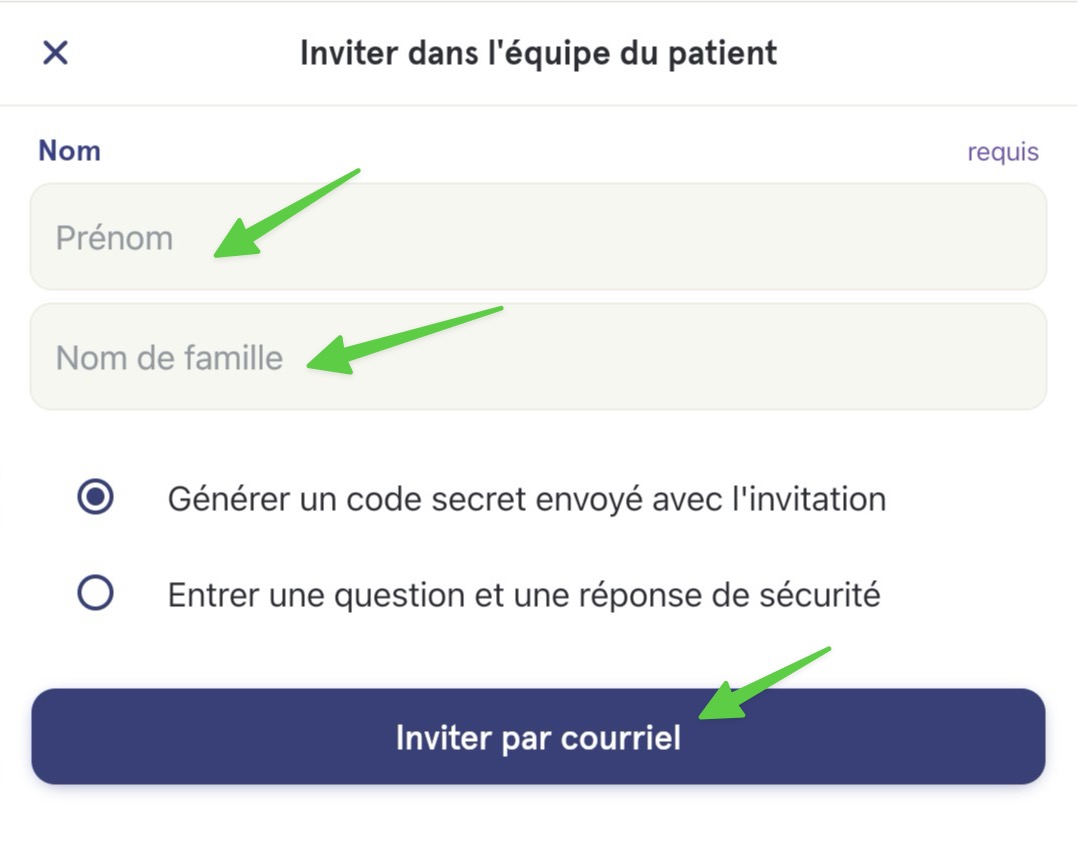 Inviter dans l'équipe du patient
Nom requis
Prénom
Nom de famille
Générer un code secret envoyé avec l'invitation
Entrer une question et une réponse de sécurité
Inviter par courriel